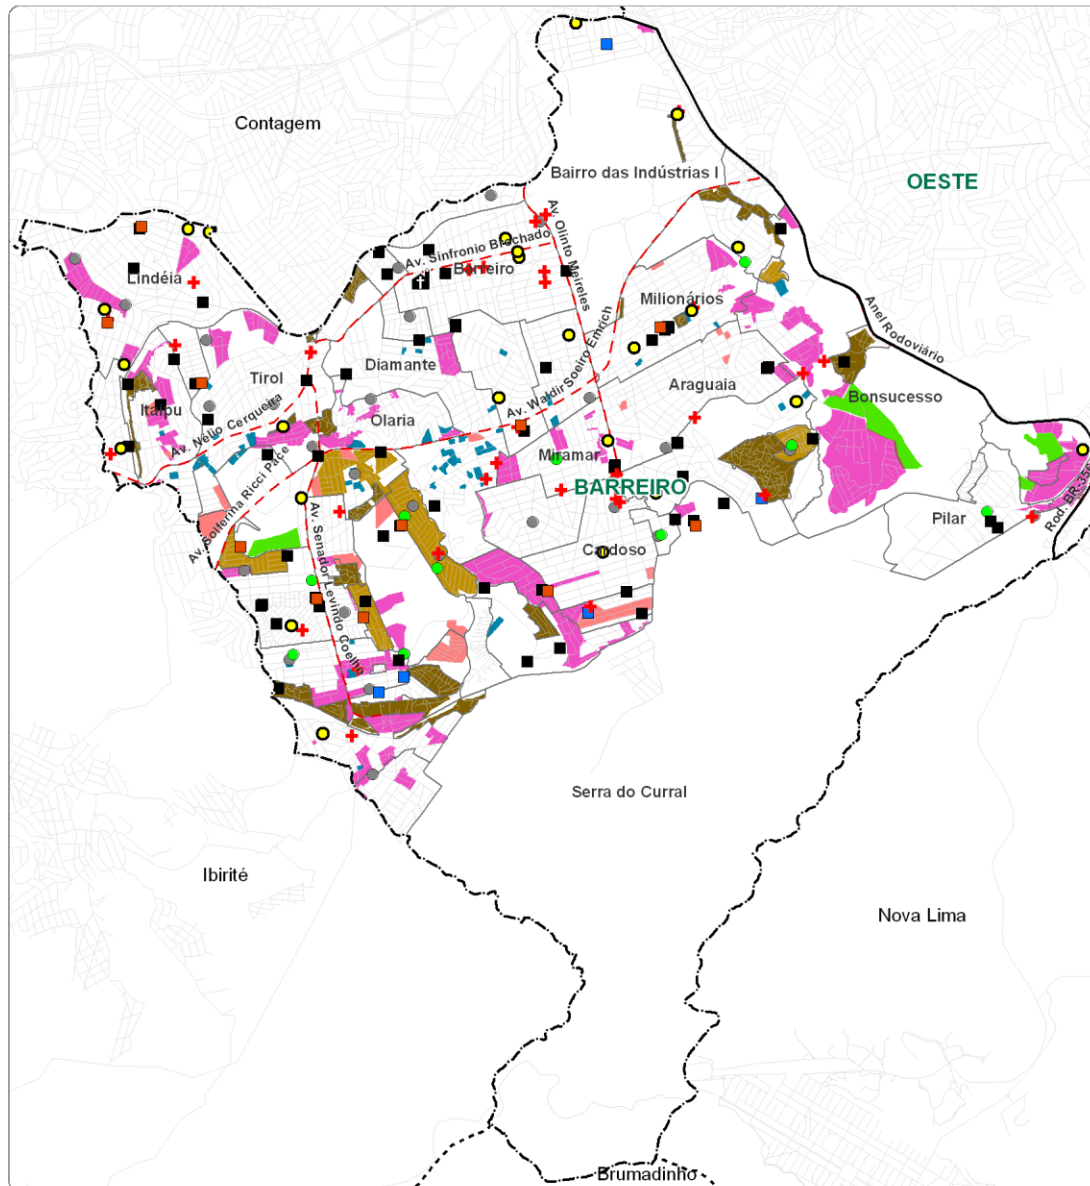 Contagem
Bairro das Indústrias I
OESTE
Av. Olinto Meireles
Av. Sinfronio Brochado
Barreiro
Lindéia
Milionários
Anel Rodoviário
Av. Waldir Soeiro Emrich
Diamante
Tirol
Araguaia
Bonsucesso
Itaipu
Av. Nélio Cerqueira
Olaria
Miramar
BARREIRO
Av. Solferina Ricci Pace
Pilar
Cardoso
Av. Senador Levindo Coelho
Serra do Curral
Ibirité
Nova Lima
Brumadinho